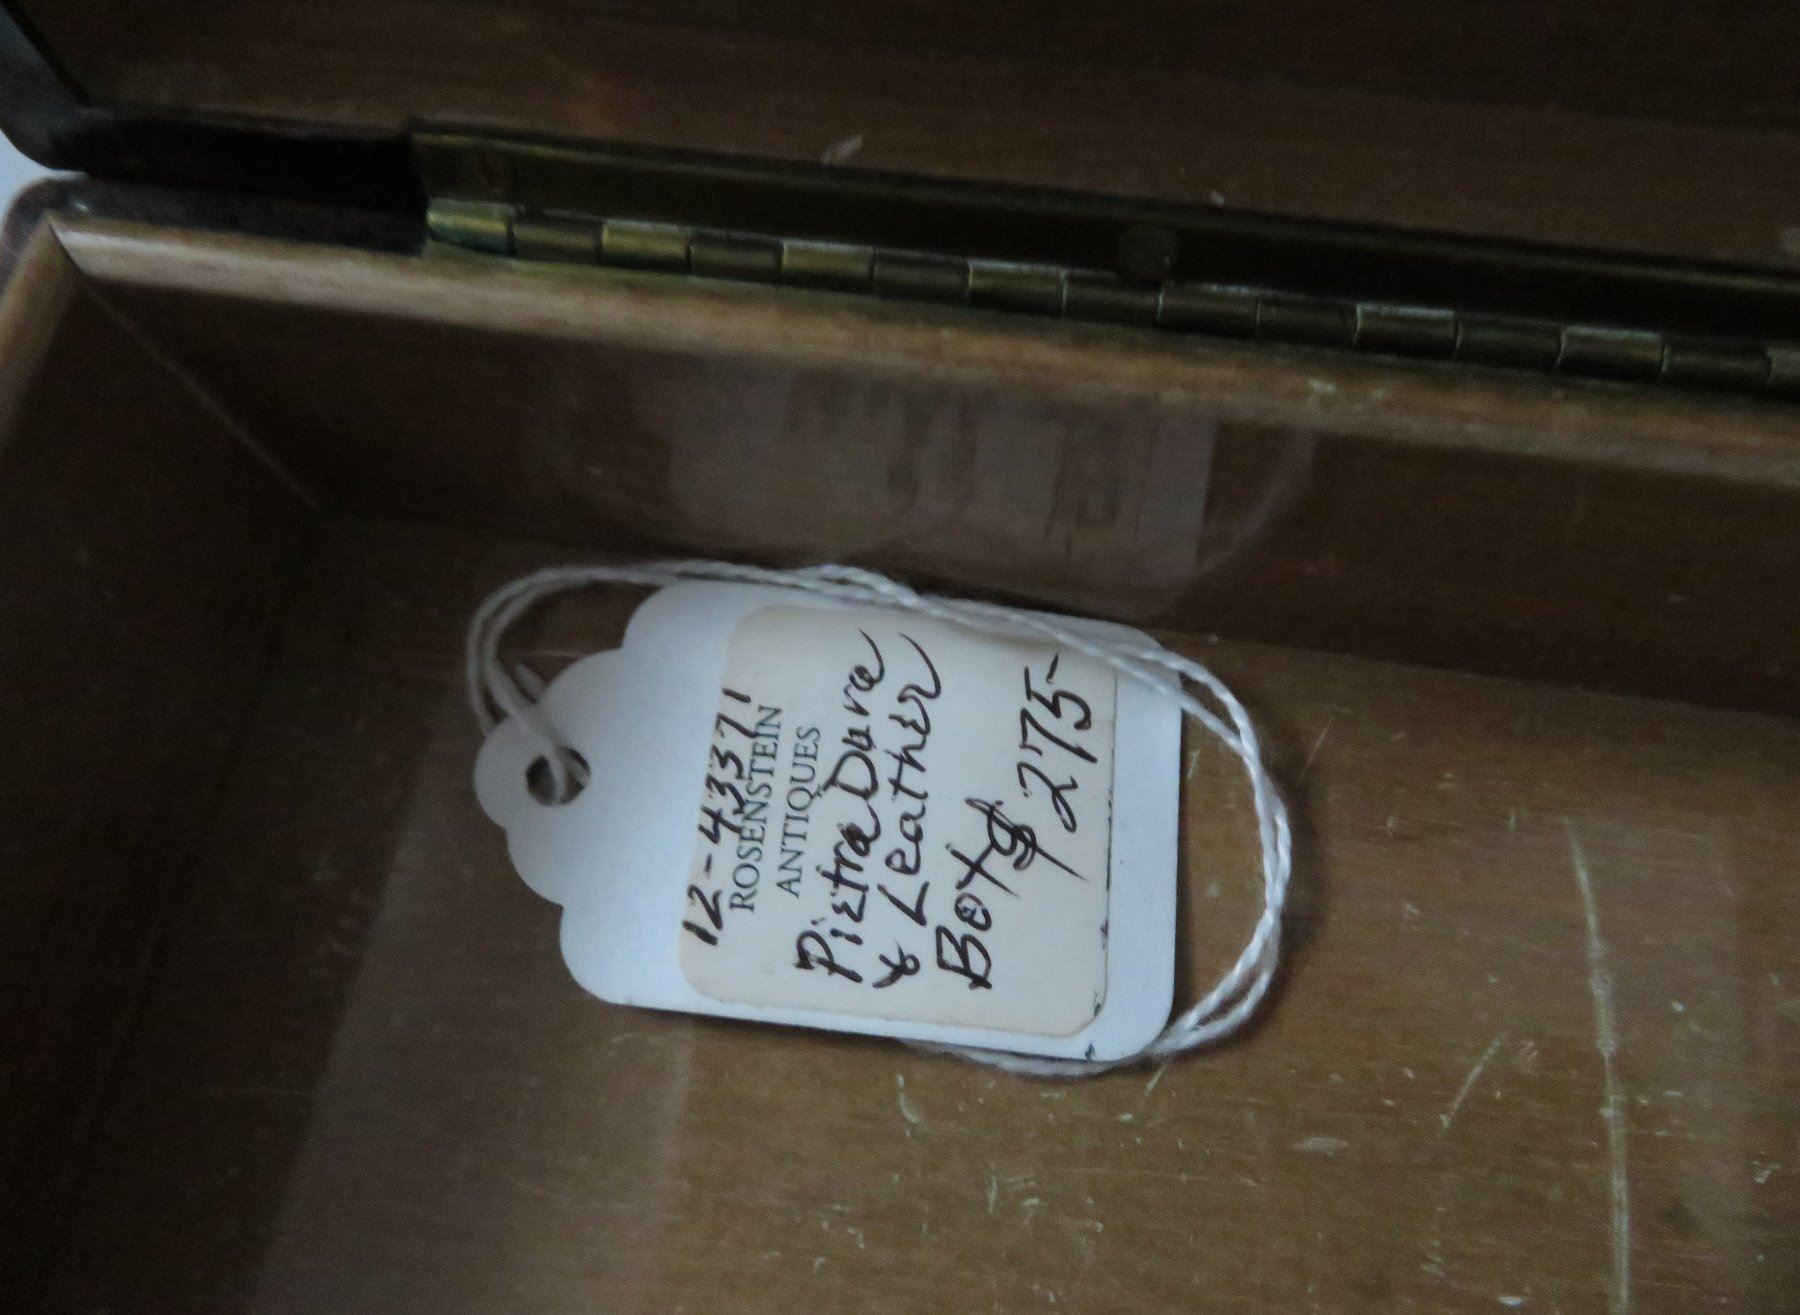 12-43371
ROSENSTEIN
ANTIQUES
Pietra Dura
& Leather
Box $ 275-